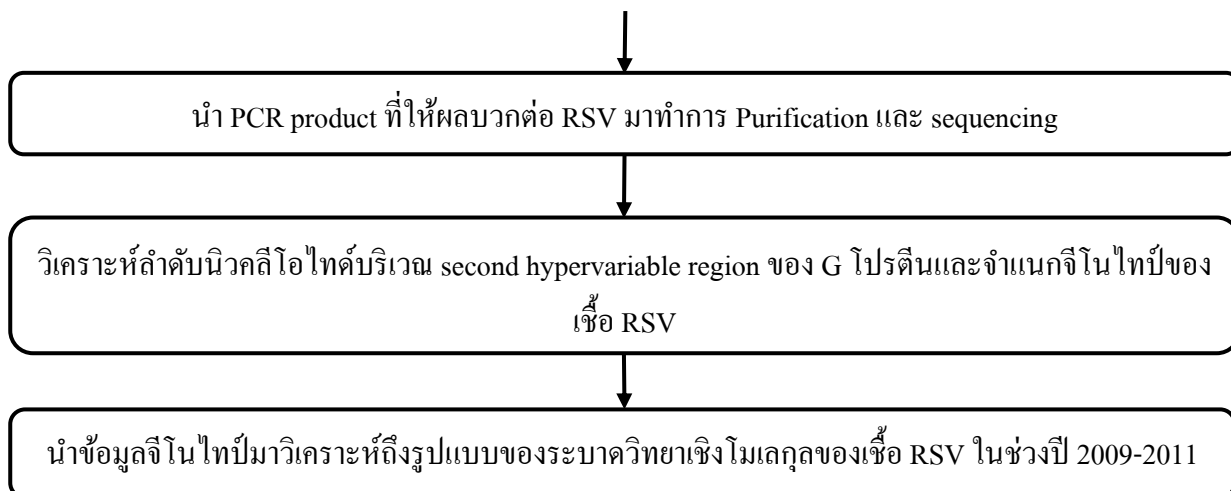 นำ PCR product ที่ให้ผลบวกต่อ RSV มาทำการ Purification และ sequencing
วิเคราะห์ลำดับนิวคลีโอไทด์บริเวณ second hypervariable region ของ G โปรตีนและจำแนกจีโนไทป์ของ
เชื้อ RSV
นำข้อมูลจีโนไทป์มาวิเคราะห์ถึงรูปแบบของระบาดวิทยาเชิงโมเลกุลของเชื้อ RSV ในช่วงปี 2009-2011